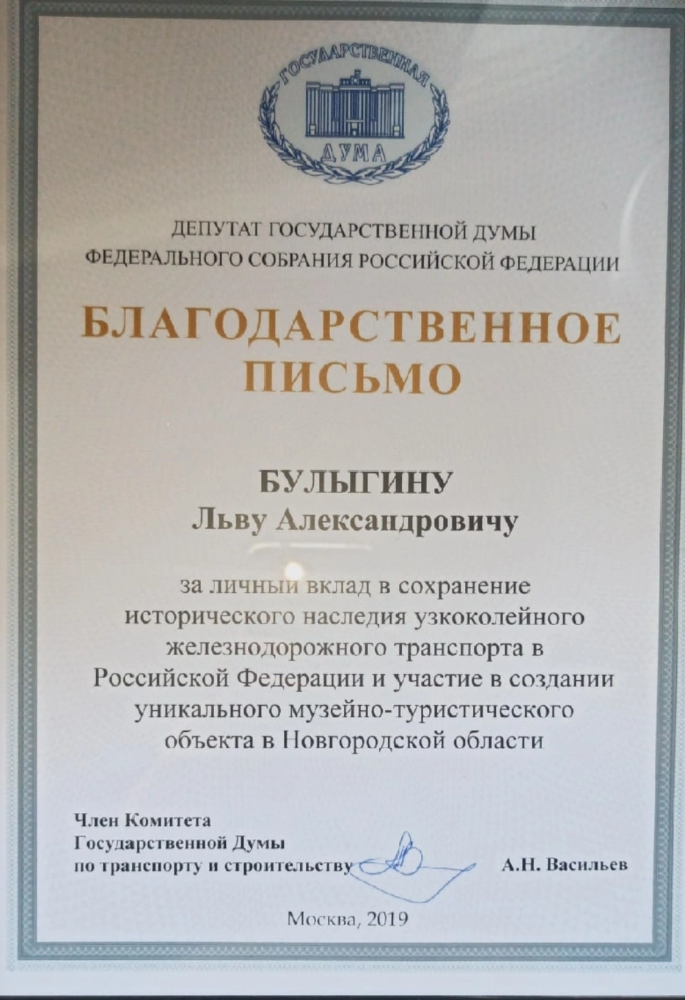 ГОСУДАРСТВЕННАЯ
ДУМА
ДЕПУТАТ ГОСУДАРСТВЕННОЙ ДУМЫ
ФЕДЕРАЛЬНОГО СОБРАНИЯ РОССИЙСКОЙ ФЕДЕРАЦИИ
БЛАГОДАРСТВЕННОЕ
ПИСЬМО
БУЛЫГИНУ
Льву Александровичу
за личный вклад в сохранение
исторического наследия узкоколейного
железнодорожного транспорта в
Российской Федерации и участие в создании
уникального музейно-туристического
объекта в Новгородской области
Член Комитета
Государственной Думы
по транспорту и строительству
А.Н. Васильев
Москва, 2019